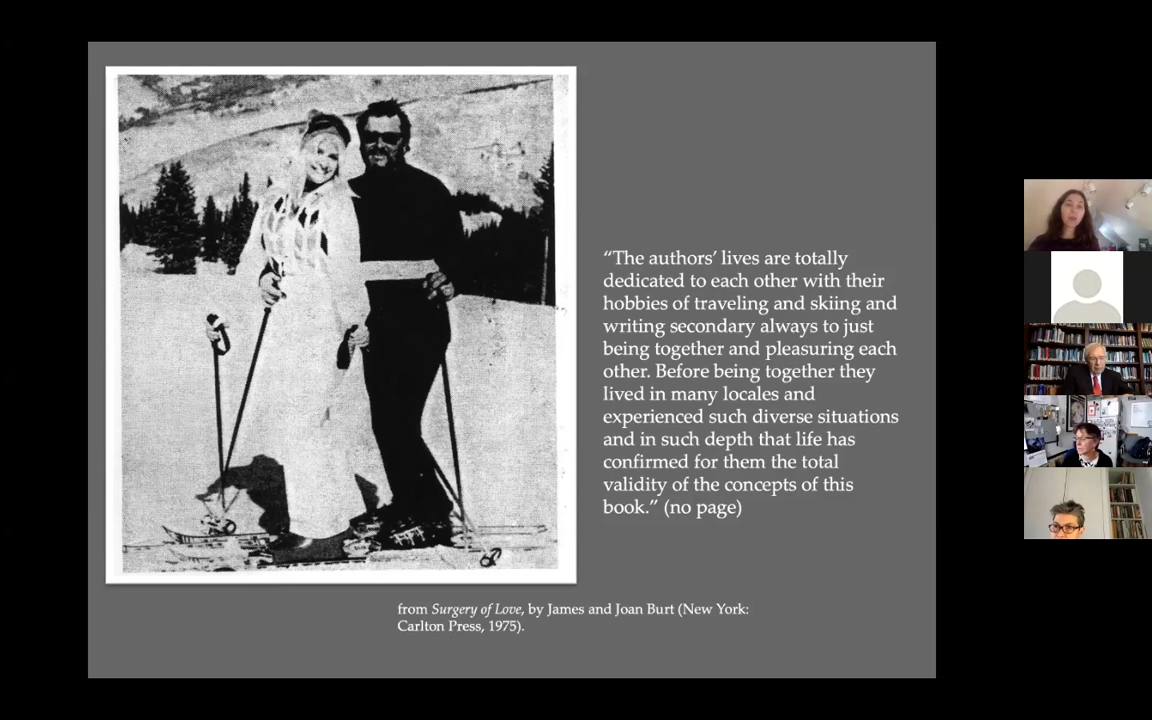 “The authors’ lives are totally
dedicated to each other with their
hobbies of traveling and skiing and
writing secondary always to just
being together and pleasuring each
other. Before being together they
lived in many locales and
experienced such diverse situations
and in such depth that life has
confirmed for them the total
validity of the concepts of this
book.” (no page)
from Surgery of Love, by James and Joan Burt (New York:
Carlton Press, 1975).